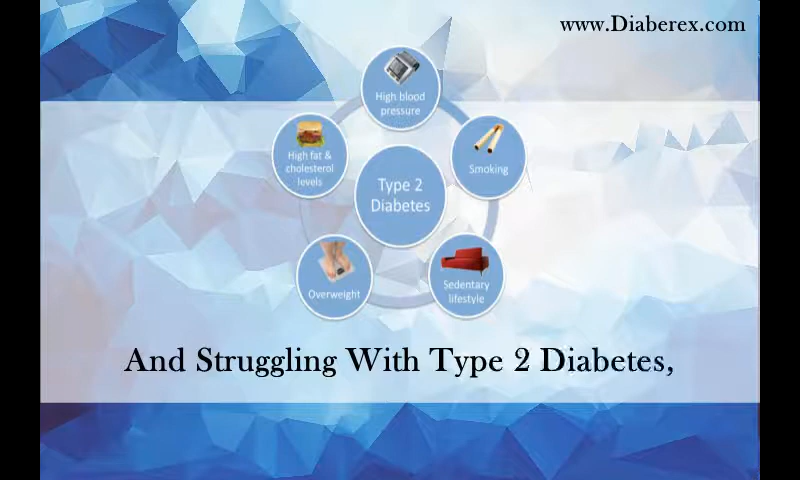 www.Diaberex.com
High blood
pressure
High fat &
cholesterol
levels
Smoking
Type 2
Diabetes
Overweight
Sedentary
lifestyle
And Struggling With Type 2 Diabetes,